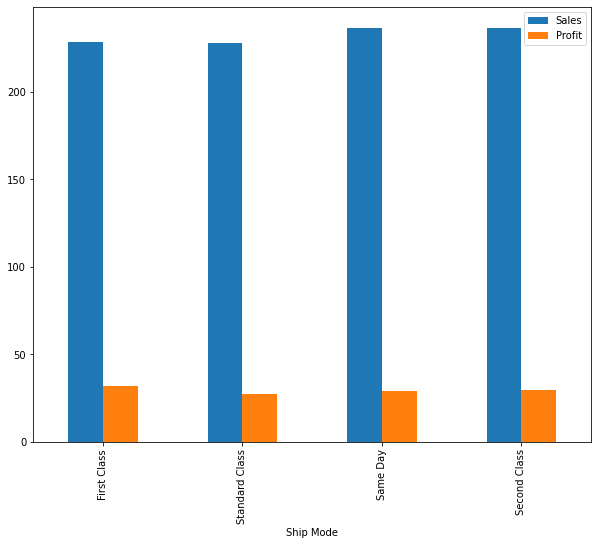 Sales
Profit
200
150
100
50
0
First Class
Standard Class
Same Day
Second Class
Ship Mode